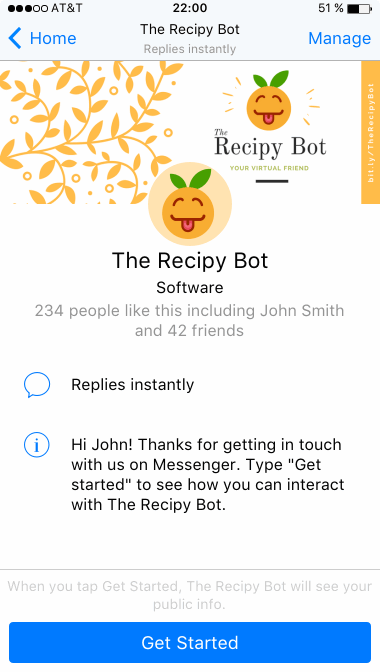 AT&T 22:00 51 %
Home The Recipy Bot Manage
Replies instantly
The
Recipy Bot
YOUR VIRTUAL FRIEND
bit.ly/TheRecipyBot
The Recipy Bot
Software
234 people like this including John Smith
and 42 friends
Replies instantly
Hi John! Thanks for getting in touch
with us on Messenger. Type "Get
started" to see how you can interact
with The Recipy Bot.
When you tap Get Started, The Recipy Bot will see your
public info.
Get Started